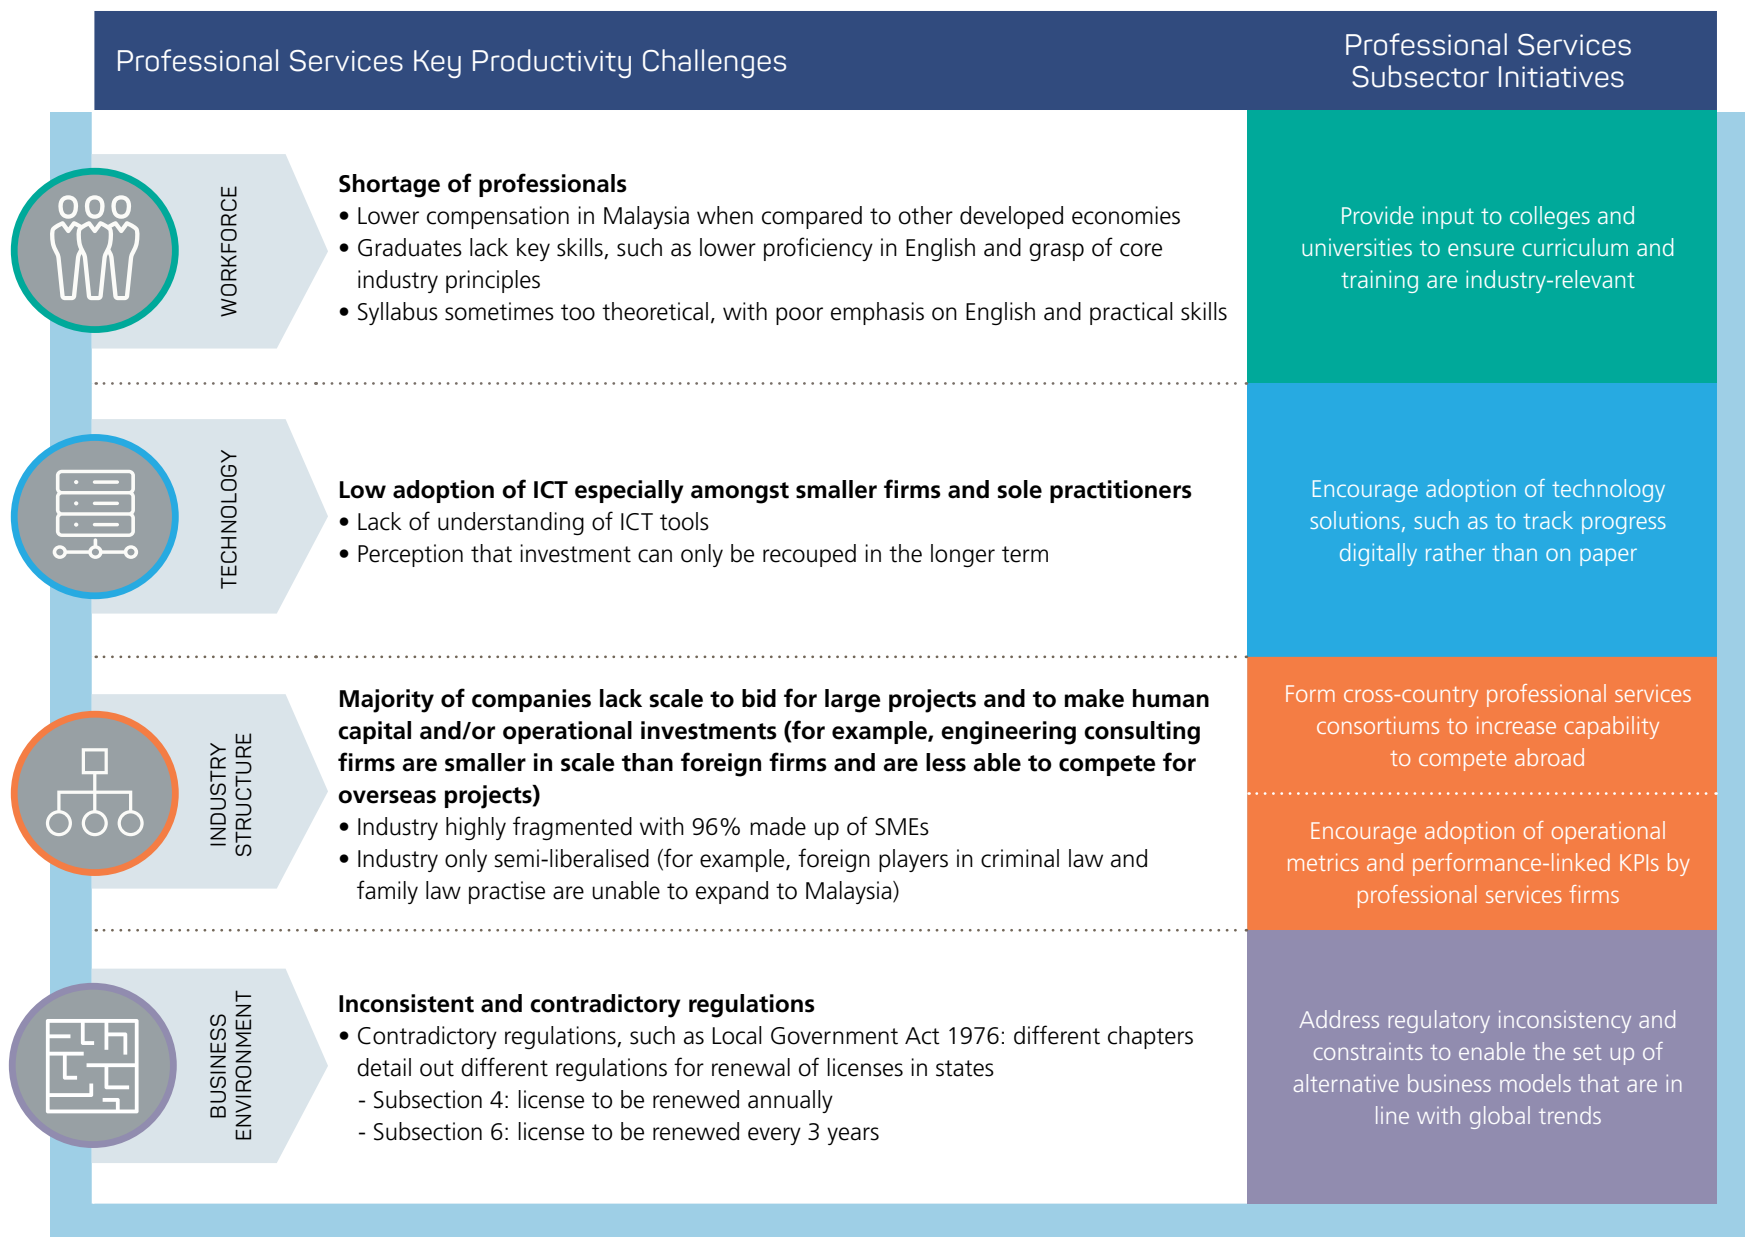 Professional Services Key Productivity Challenges
Professional Services
Subsector Initiatives
WORKFORCE
Shortage of professionals
• Lower compensation in Malaysia when compared to other developed economies
• Graduates lack key skills, such as lower proficiency in English and grasp of core
industry principles
• Syllabus sometimes too theoretical, with poor emphasis on English and practical skills
Provide input to colleges and
universities to ensure curriculum and
training are industry-relevant
TECHNOLOGY
Low adoption of ICT especially amongst smaller firms and sole practitioners
• Lack of understanding of ICT tools
• Perception that investment can only be recouped in the longer term
Encourage adoption of technology
solutions, such as to track progress
digitally rather than on paper
INDUSTRY
STRUCTURE
Majority of companies lack scale to bid for large projects and to make human
capital and/or operational investments (for example, engineering consulting
firms are smaller in scale than foreign firms and are less able to compete for
overseas projects)
• Industry highly fragmented with 96% made up of SMEs
• Industry only semi-liberalised (for example, foreign players in criminal law and
family law practise are unable to expand to Malaysia)
Form cross-country professional services
consortiums to increase capability
to compete abroad
Encourage adoption of operational
metrics and performance-linked KPIs by
professional services firms
BUSINESS
ENVIRONMENT
Inconsistent and contradictory regulations
• Contradictory regulations, such as Local Government Act 1976: different chapters
detail out different regulations for renewal of licenses in states
- Subsection 4: license to be renewed annually
- Subsection 6: license to be renewed every 3 years
Address regulatory inconsistency and
constraints to enable the set up of
alternative business models that are in
line with global trends